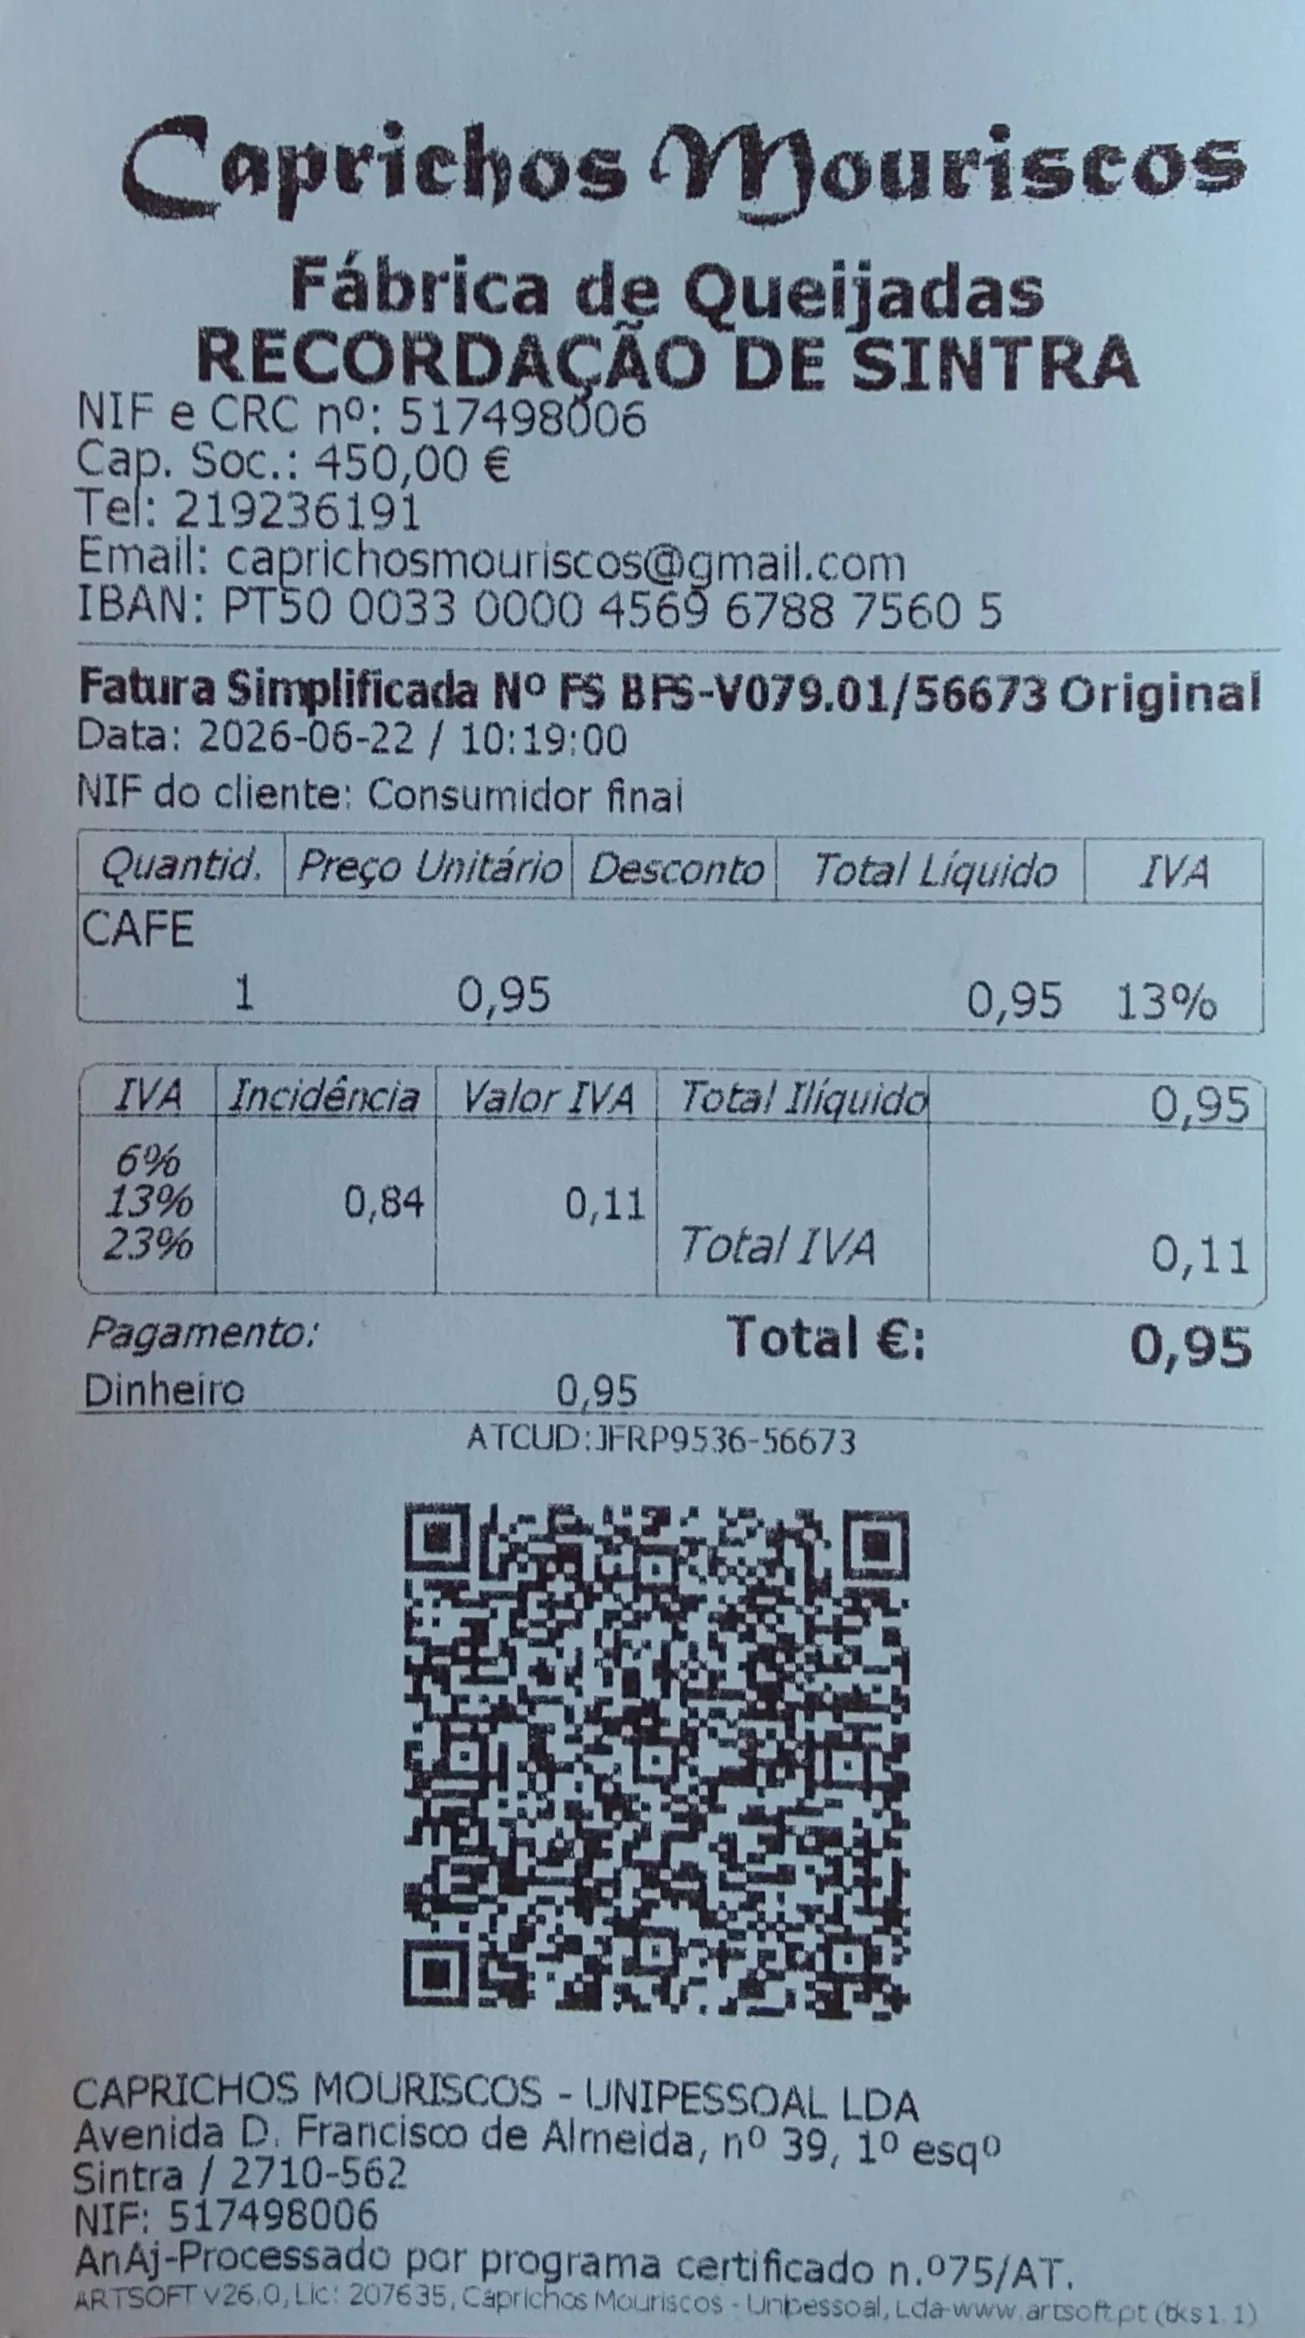 Caprichos Mouriscos
Fábrica de Queijadas
RECORDAÇÃO DE SINTRA
NIF e CRC nº: 517498006
Cap. Soc.: 450,00 €
Tel: 219236191
Email: caprichosmouriscos@gmail.com
IBAN: PT50 0033 0000 4569 6788 7560 5
Fatura Simplificada Nº FS BFS-V079.01/56673 Original
Data: 2026-06-22 / 10:19:00
NIF do cliente: Consumidor final
Quantid. Preço Unitário Desconto Total Líquido IVA
CAFE
1 0,95 0,95 13%
IVA Incidência Valor IVA Total Ilíquido 0,95
6%
13% 0,84 0,11
23% Total IVA 0,11
Pagamento: Total €: 0,95
Dinheiro 0,95
ATCUD:JFRP9536-56673
CAPRICHOS MOURISCOS - UNIPESSOAL LDA
Avenida D. Francisco de Almeida, nº 39, 1º esqº
Sintra / 2710-562
NIF: 517498006
AnAj-Processado por programa certificado n.º75/AT.
ARTSOFT V26.0, Lic: 207635, Caprichos Mouriscos - Unipessoal, Lda-www.artsoft.pt (tks1.1)